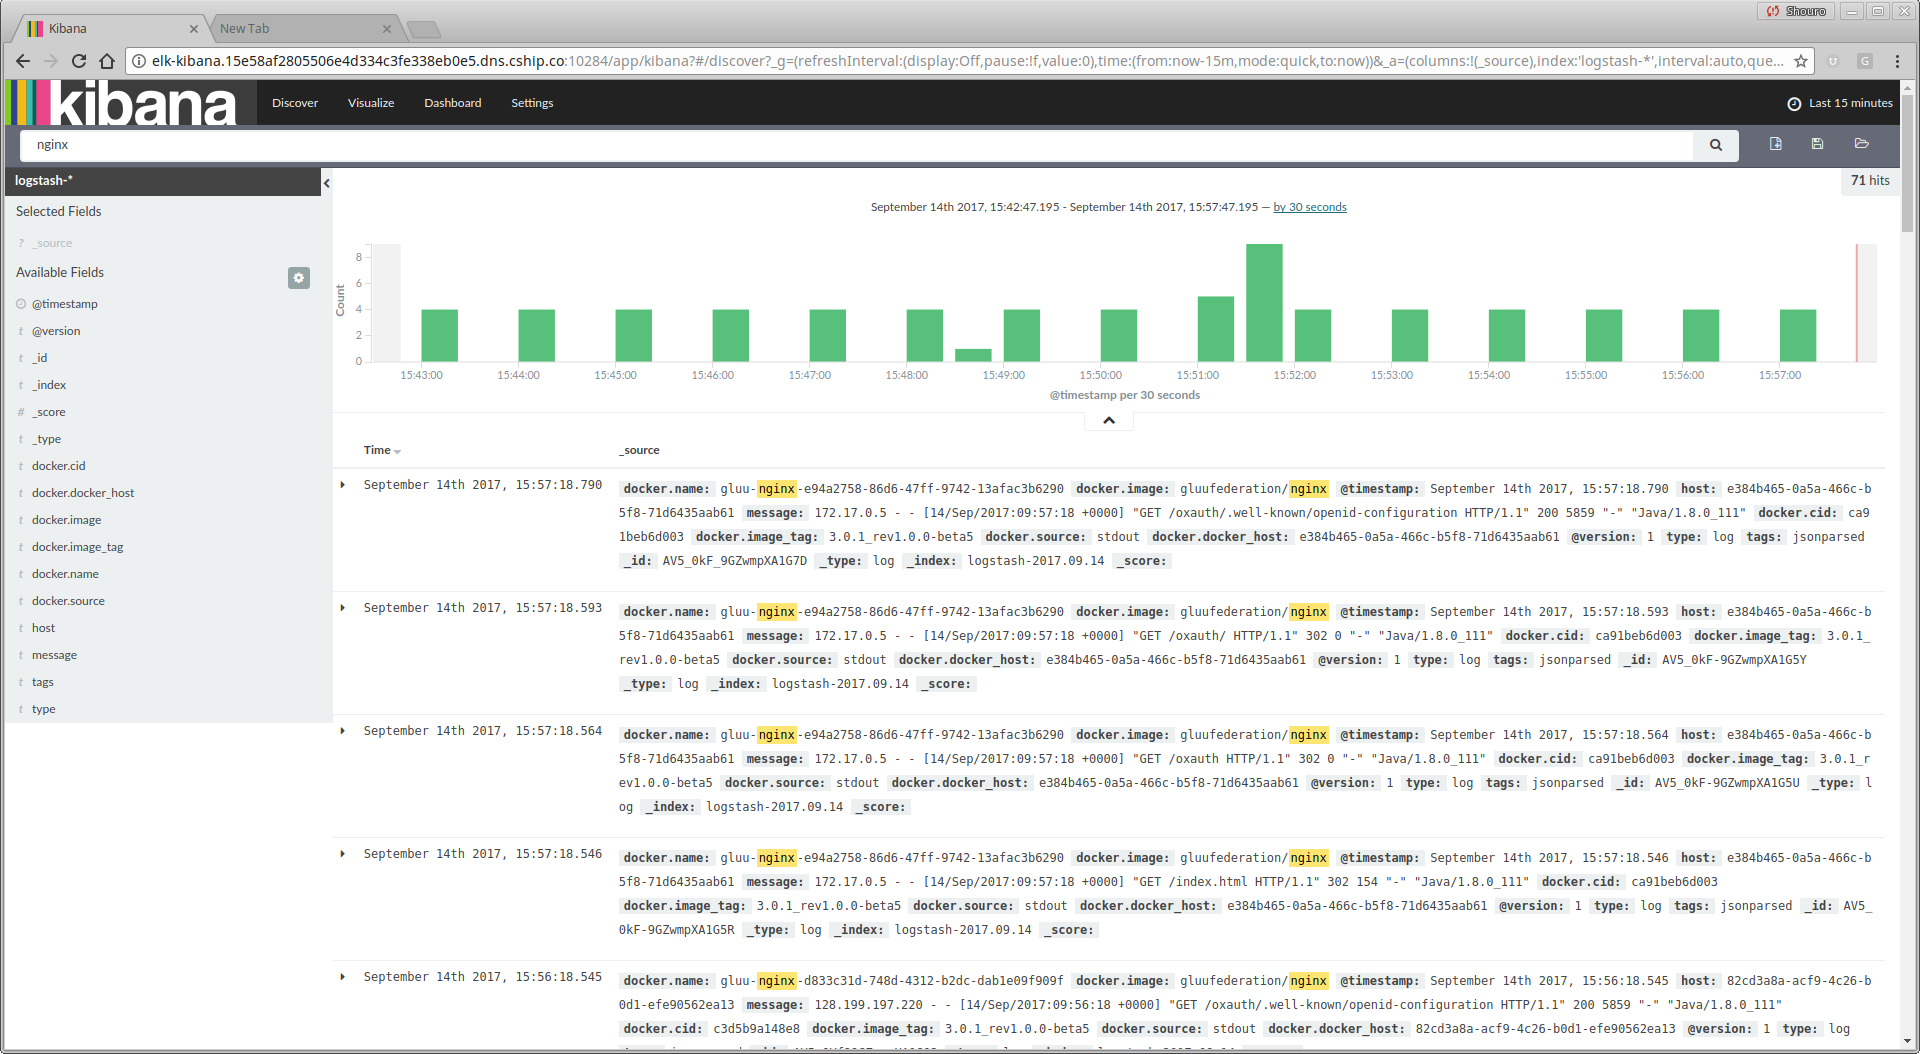 Shouro
Kibana
New Tab
elk-kibana.15e58af2805506e4d334c3fe338eb0e5.dns.cship.co:10284/app/kibana?#/discover?_g=(refreshInterval:(display:Off,pause:!f,value:0),time:(from:now-15m,mode:quick,to:now))&_a=(columns:!(_source),index:'logstash-*',interval:auto,que...
kibana Discover Visualize Dashboard Settings Last 15 minutes
nginx
logstash-*
71 hits
Selected Fields
? _source
Available Fields
@timestamp
t @version
t _id
t _index
# _score
t _type
t docker.cid
t docker.docker_host
t docker.image
t docker.image_tag
t docker.name
t docker.source
t host
t message
t tags
t type
September 14th 2017, 15:42:47.195 - September 14th 2017, 15:57:47.195 — by 30 seconds
Count
8
6
4
2
0
15:43:00 15:44:00 15:45:00 15:46:00 15:47:00 15:48:00 15:49:00 15:50:00 15:51:00 15:52:00 15:53:00 15:54:00 15:55:00 15:56:00 15:57:00
@timestamp per 30 seconds
Time _source
September 14th 2017, 15:57:18.790 docker.name: gluu-nginx-e94a2758-86d6-47ff-9742-13afac3b6290 docker.image: gluufederation/nginx @timestamp: September 14th 2017, 15:57:18.790 host: e384b465-0a5a-466c-b
5f8-71d6435aab61 message: 172.17.0.5 - - [14/Sep/2017:09:57:18 +0000] "GET /oxauth/.well-known/openid-configuration HTTP/1.1" 200 5859 "-" "Java/1.8.0_111" docker.cid: ca9
1beb6d003 docker.image_tag: 3.0.1_rev1.0.0-beta5 docker.source: stdout docker.docker_host: e384b465-0a5a-466c-b5f8-71d6435aab61 @version: 1 type: log tags: jsonparsed
_id: AV5_0kF_9GZwmpXA1G7D _type: log _index: logstash-2017.09.14 _score:
September 14th 2017, 15:57:18.593 docker.name: gluu-nginx-e94a2758-86d6-47ff-9742-13afac3b6290 docker.image: gluufederation/nginx @timestamp: September 14th 2017, 15:57:18.593 host: e384b465-0a5a-466c-b
5f8-71d6435aab61 message: 172.17.0.5 - - [14/Sep/2017:09:57:18 +0000] "GET /oxauth/ HTTP/1.1" 302 0 "-" "Java/1.8.0_111" docker.cid: ca91beb6d003 docker.image_tag: 3.0.1_
rev1.0.0-beta5 docker.source: stdout docker.docker_host: e384b465-0a5a-466c-b5f8-71d6435aab61 @version: 1 type: log tags: jsonparsed _id: AV5_0kF-9GZwmpXA1G5Y
_type: log _index: logstash-2017.09.14 _score:
September 14th 2017, 15:57:18.564 docker.name: gluu-nginx-e94a2758-86d6-47ff-9742-13afac3b6290 docker.image: gluufederation/nginx @timestamp: September 14th 2017, 15:57:18.564 host: e384b465-0a5a-466c-b
5f8-71d6435aab61 message: 172.17.0.5 - - [14/Sep/2017:09:57:18 +0000] "GET /oxauth HTTP/1.1" 302 0 "-" "Java/1.8.0_111" docker.cid: ca91beb6d003 docker.image_tag: 3.0.1_r
ev1.0.0-beta5 docker.source: stdout docker.docker_host: e384b465-0a5a-466c-b5f8-71d6435aab61 @version: 1 type: log tags: jsonparsed _id: AV5_0kF-9GZwmpXA1G5U _type: l
og _index: logstash-2017.09.14 _score:
September 14th 2017, 15:57:18.546 docker.name: gluu-nginx-e94a2758-86d6-47ff-9742-13afac3b6290 docker.image: gluufederation/nginx @timestamp: September 14th 2017, 15:57:18.546 host: e384b465-0a5a-466c-b
5f8-71d6435aab61 message: 172.17.0.5 - - [14/Sep/2017:09:57:18 +0000] "GET /index.html HTTP/1.1" 302 154 "-" "Java/1.8.0_111" docker.cid: ca91beb6d003
docker.image_tag: 3.0.1_rev1.0.0-beta5 docker.source: stdout docker.docker_host: e384b465-0a5a-466c-b5f8-71d6435aab61 @version: 1 type: log tags: jsonparsed _id: AV5_
0kF-9GZwmpXA1G5R _type: log _index: logstash-2017.09.14 _score:
September 14th 2017, 15:56:18.545 docker.name: gluu-nginx-d833c31d-748d-4312-b2dc-dab1e09f909f docker.image: gluufederation/nginx @timestamp: September 14th 2017, 15:56:18.545 host: 82cd3a8a-acf9-4c26-b
0d1-efe90562ea13 message: 128.199.197.220 - - [14/Sep/2017:09:56:18 +0000] "GET /oxauth/.well-known/openid-configuration HTTP/1.1" 200 5859 "-" "Java/1.8.0_111"
docker.cid: c3d5b9a148e8 docker.image_tag: 3.0.1_rev1.0.0-beta5 docker.source: stdout docker.docker_host: 82cd3a8a-acf9-4c26-b0d1-efe90562ea13 @version: 1 type: log